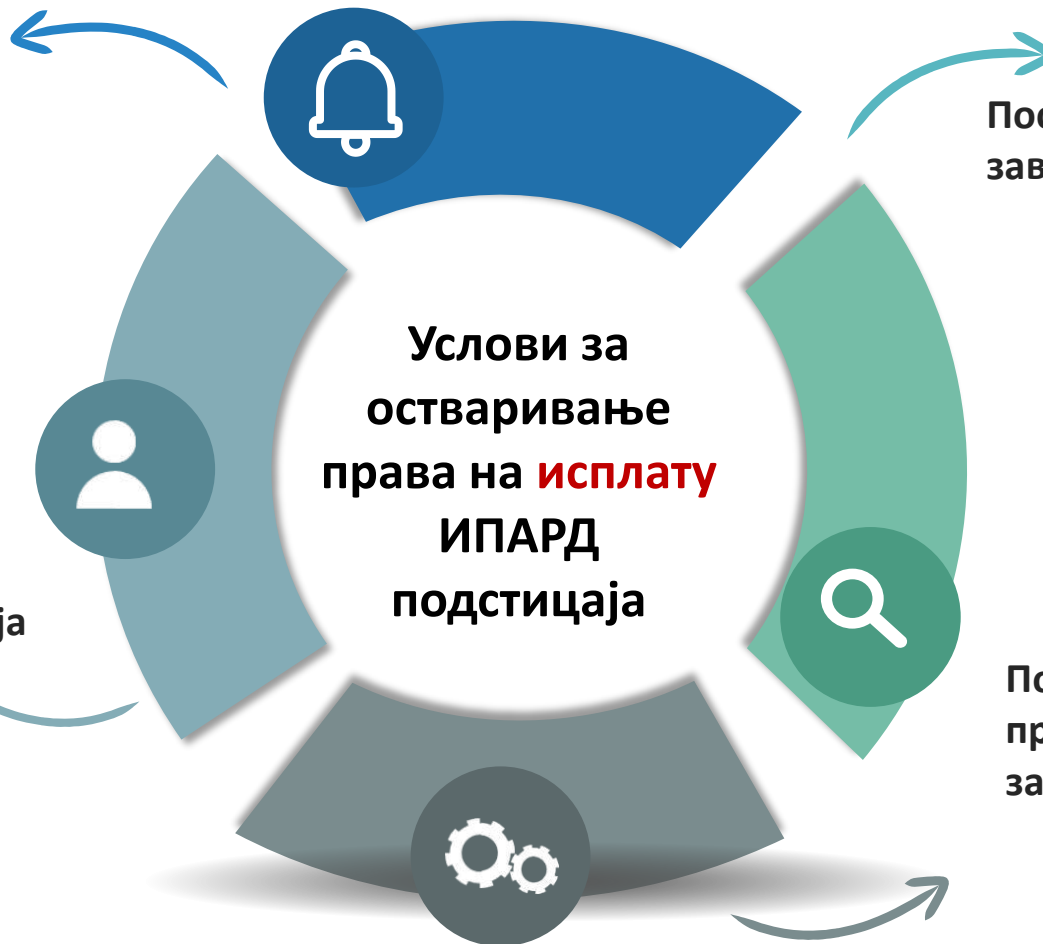 Услови за
остваривање
права на исплату
ИПАРД
подстицаја